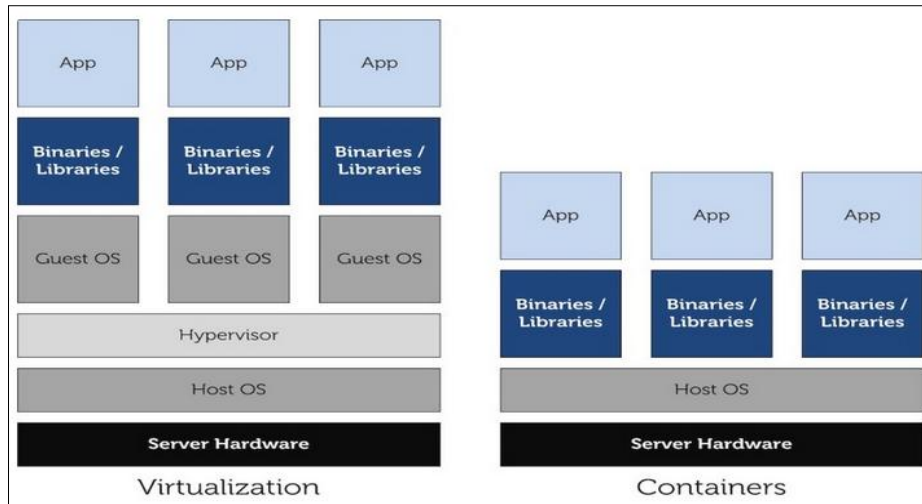 App
App
App
Binaries /
Libraries
Binaries /
Libraries
Binaries /
Libraries
Guest OS
Guest OS
Guest OS
Hypervisor
Host OS
Server Hardware
Virtualization
App
App
App
Binaries /
Libraries
Binaries /
Libraries
Binaries /
Libraries
Host OS
Server Hardware
Containers